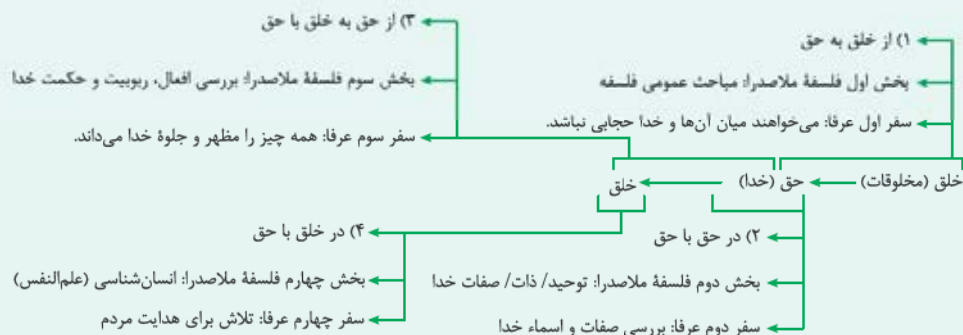 ۱) از خلق به حق
بخش اول فلسفهٔ ملاصدرا: مباحث عمومی فلسفه
سفر اول عرفا: می‌خواهند میان آن‌ها و خدا حجابی نباشد.
۳) از حق به خلق با حق
بخش سوم فلسفهٔ ملاصدرا: بررسی افعال، ربوبیت و حکمت خدا
سفر سوم عرفا: همه چیز را مظهر و جلوهٔ خدا می‌داند.
خلق (مخلوقات) حق (خدا) خلق
۲) در حق با حق
بخش دوم فلسفهٔ ملاصدرا: توحید/ ذات/ صفات خدا
سفر دوم عرفا: بررسی صفات و اسماء خدا
۴) در خلق با حق
بخش چهارم فلسفهٔ ملاصدرا: انسان‌شناسی (علم‌النفس)
سفر چهارم عرفا: تلاش برای هدایت مردم